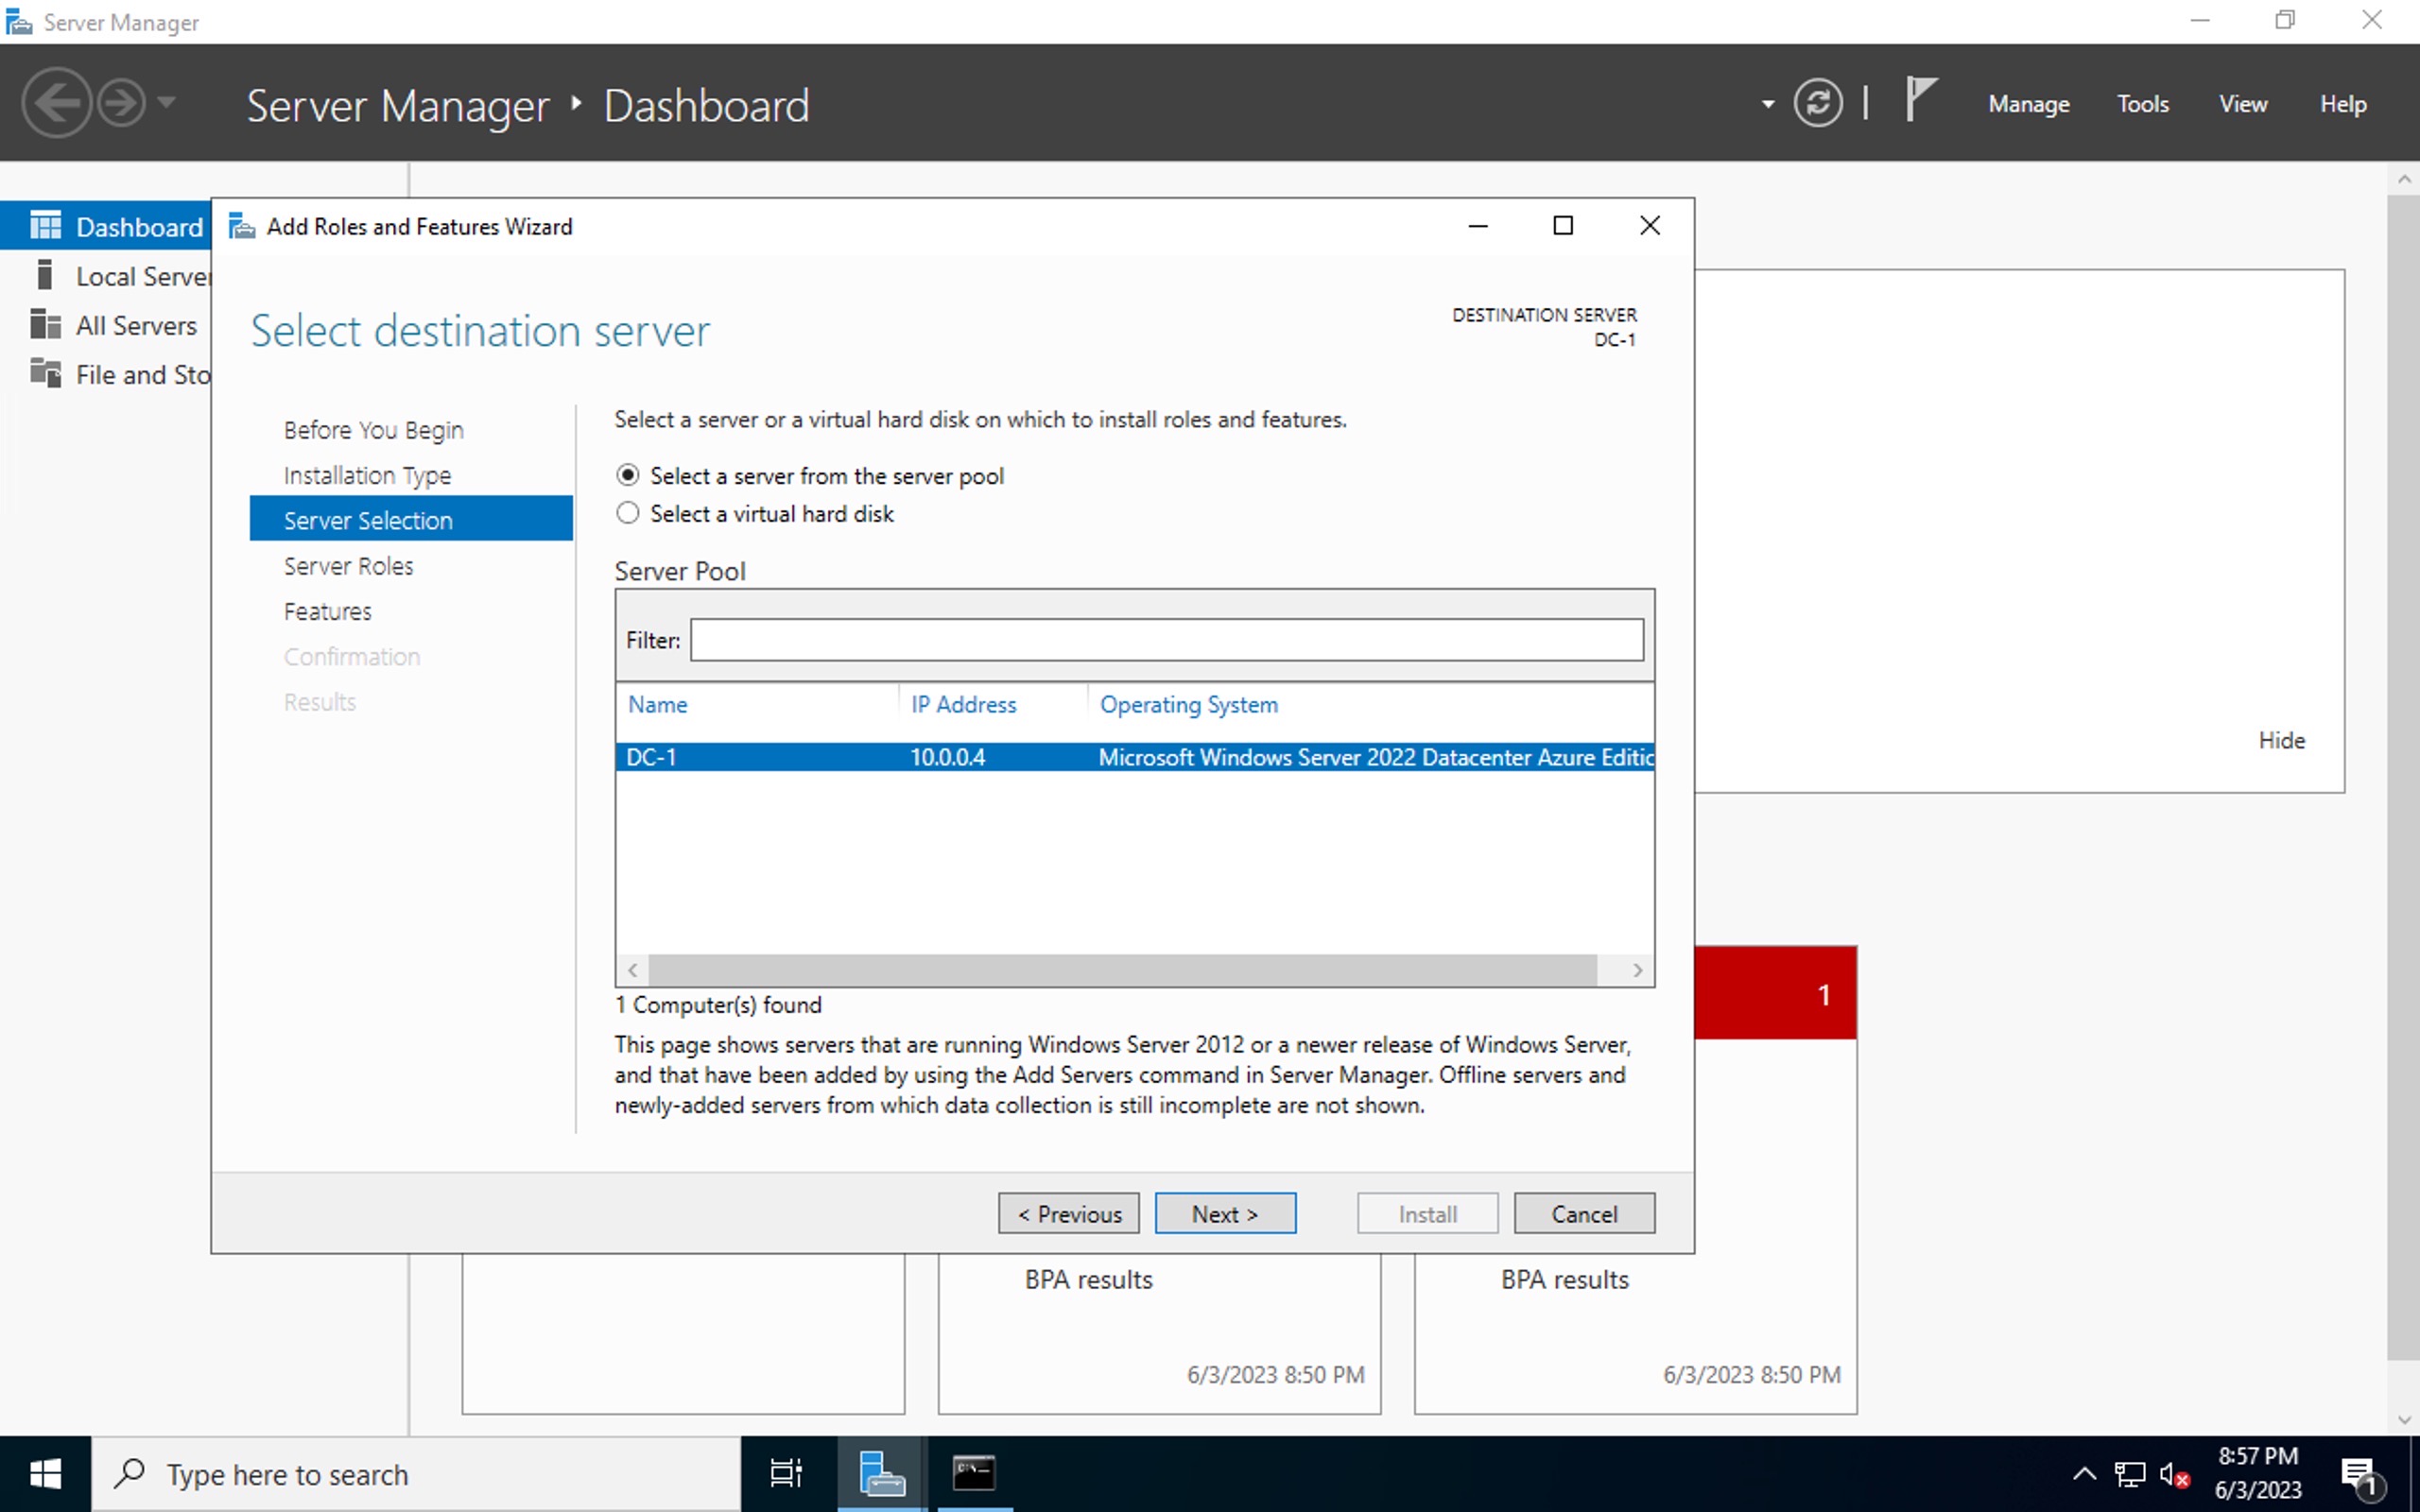 Server Manager
Server Manager
Dashboard
Manage
Tools
View
Help
Dashboard
Local Server
All Servers
File and Sto
Add Roles and Features Wizard
Select destination server
DESTINATION SERVER
DC-1
Before You Begin
Installation Type
Server Selection
Server Roles
Features
Confirmation
Results
Select a server or a virtual hard disk on which to install roles and features.
Select a server from the server pool
Select a virtual hard disk
Server Pool
Filter:
Name IP Address Operating System
DC-1 10.0.0.4 Microsoft Windows Server 2022 Datacenter Azure Editic
1 Computer(s) found
This page shows servers that are running Windows Server 2012 or a newer release of Windows Server,
and that have been added by using the Add Servers command in Server Manager. Offline servers and
newly-added servers from which data collection is still incomplete are not shown.
< Previous
Next >
Install
Cancel
Hide
1
BPA results
6/3/2023 8:50 PM
BPA results
6/3/2023 8:50 PM
Type here to search
8:57 PM
6/3/2023
1